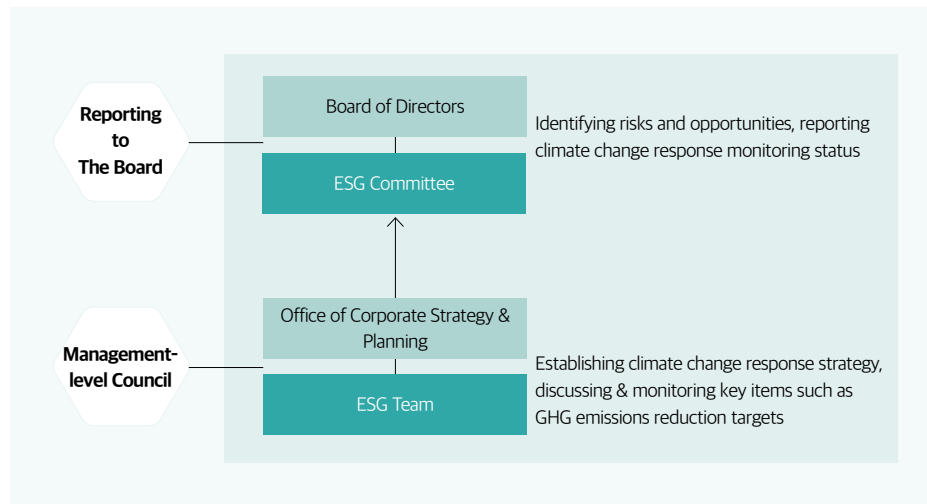 Reporting
to
The Board
Board of Directors
ESG Committee
Identifying risks and opportunities, reporting
climate change response monitoring status
Management-
level Council
Office of Corporate Strategy &
Planning
ESG Team
Establishing climate change response strategy,
discussing & monitoring key items such as
GHG emissions reduction targets